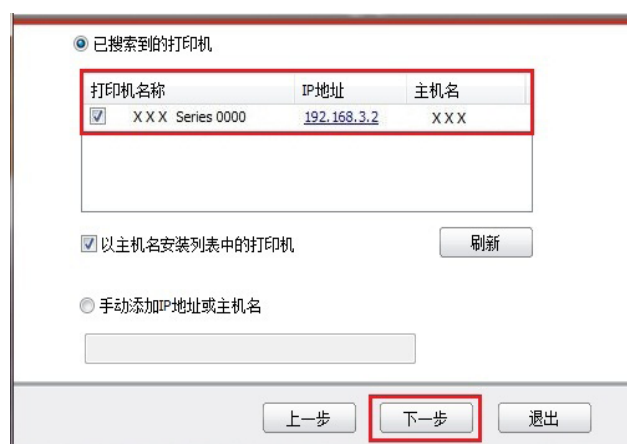 已搜索到的打印机
打印机名称 IP地址 主机名
XXX Series 0000 192.168.3.2 XXX
以主机名安装列表中的打印机 刷新
手动添加IP地址或主机名
上一步 下一步 退出